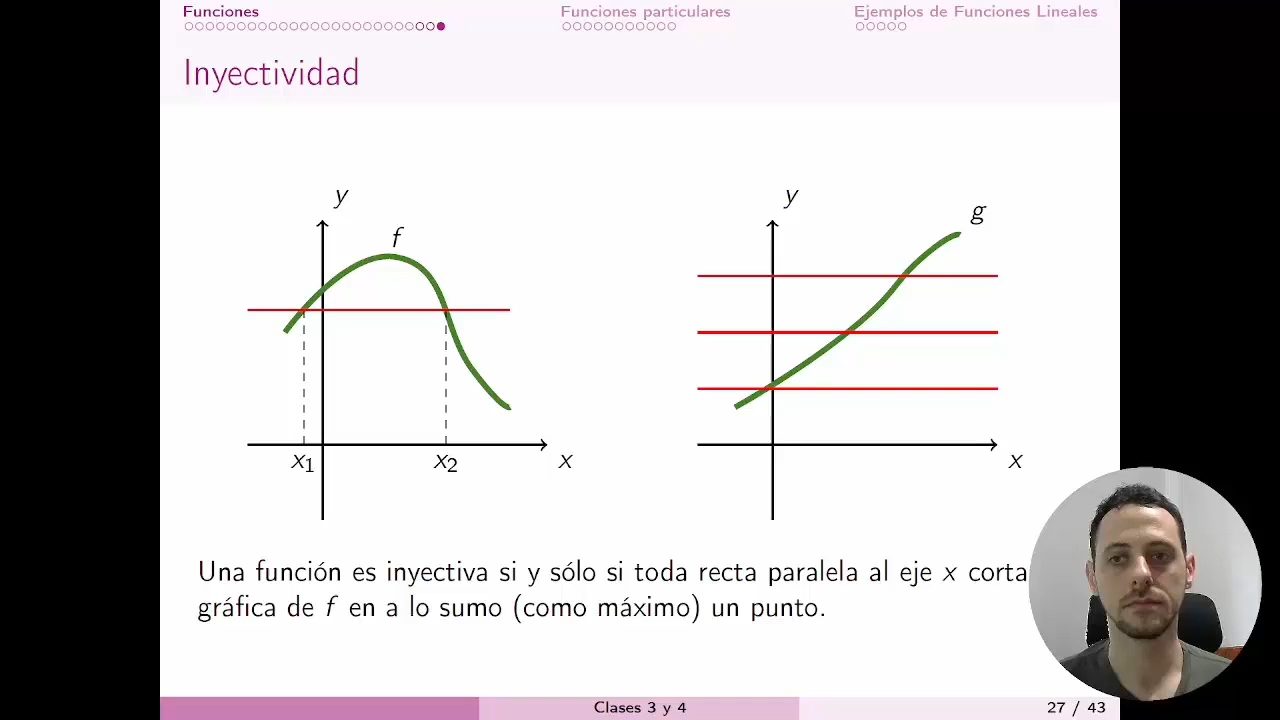 Funciones Funciones particulares Ejemplos de Funciones Lineales
Inyectividad
y
f
x₁ x₂ x
y
g
x
Una función es inyectiva si y sólo si toda recta paralela al eje x corta
gráfica de f en a lo sumo (como máximo) un punto.
Clases 3 y 4 27 / 43